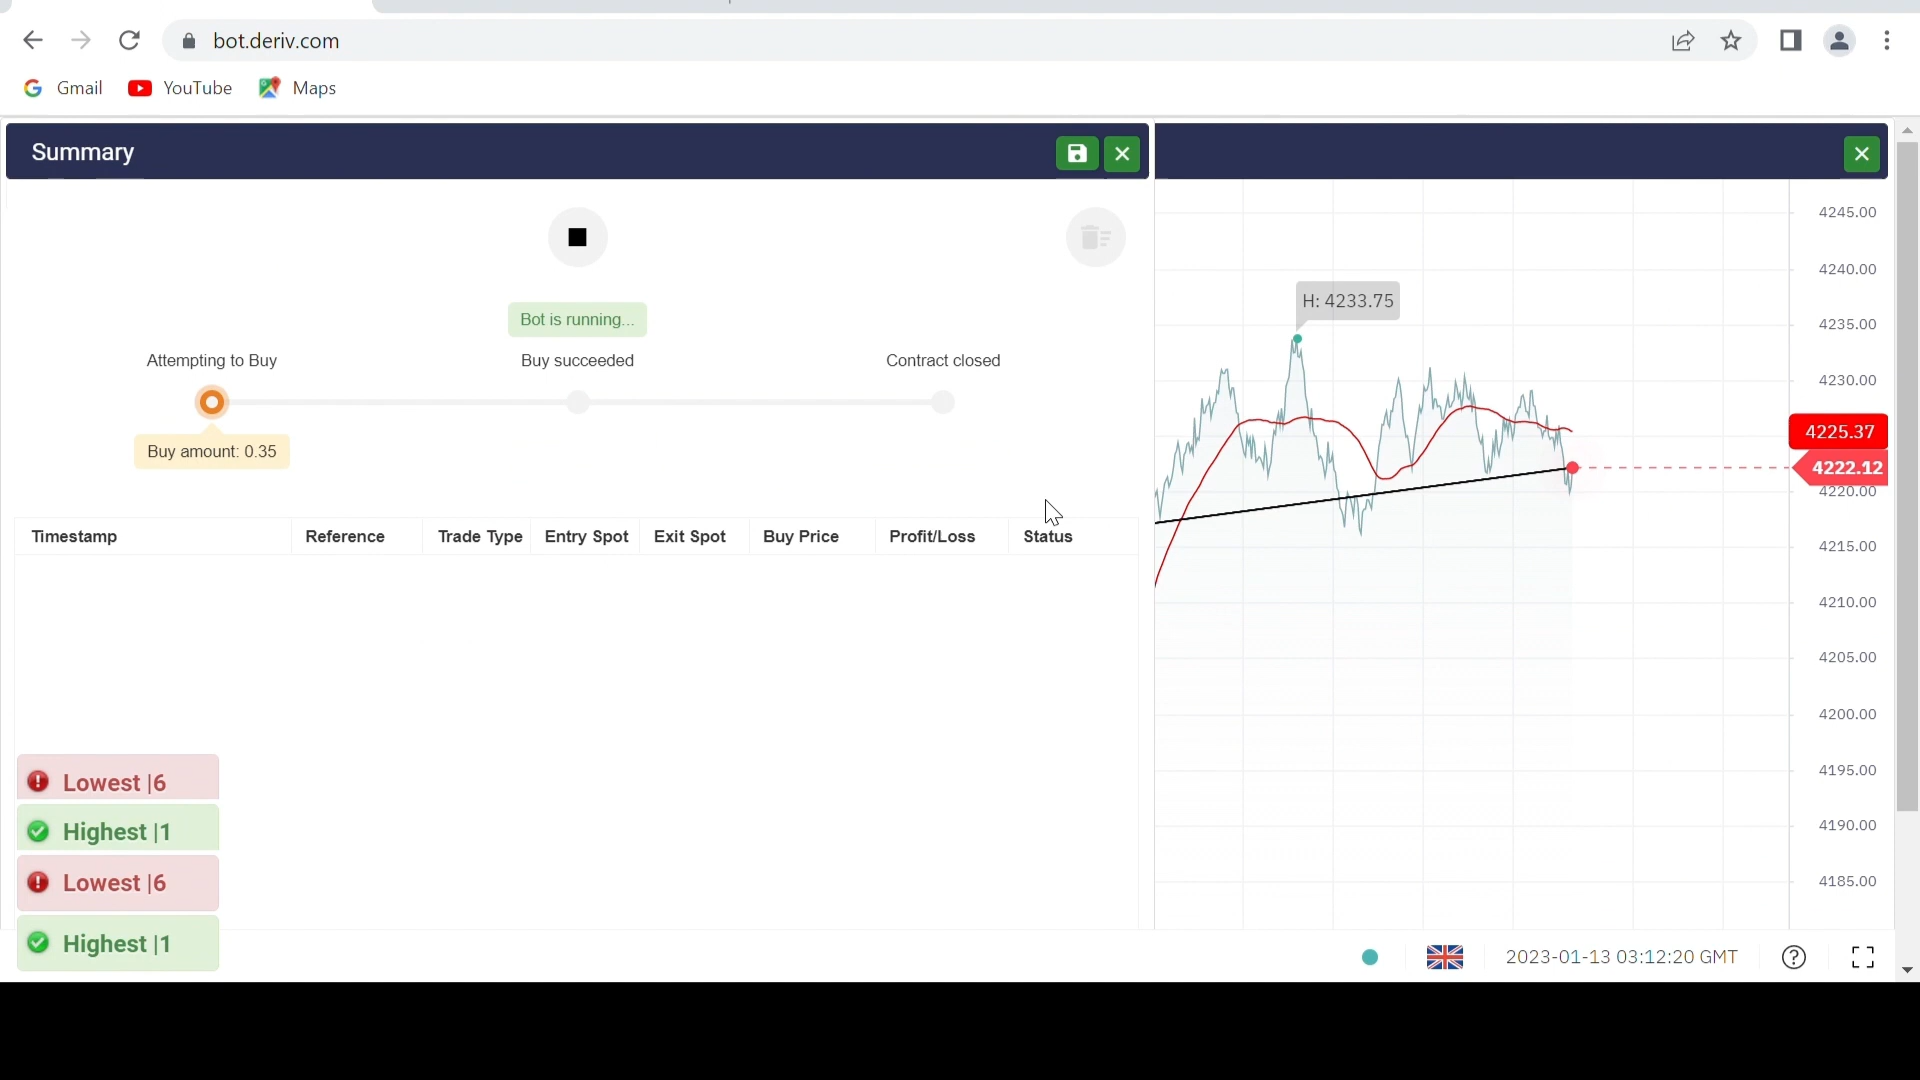 bot.deriv.com
Gmail YouTube Maps
Summary
Bot is running...
Attempting to Buy Buy succeeded Contract closed
Buy amount: 0.35
Timestamp Reference Trade Type Entry Spot Exit Spot Buy Price Profit/Loss Status
Lowest |6
Highest |1
Lowest |6
Highest |1
H: 4233.75
4245.00
4240.00
4235.00
4230.00
4225.37
4222.12
4220.00
4215.00
4210.00
4205.00
4200.00
4195.00
4190.00
4185.00
2023-01-13 03:12:20 GMT